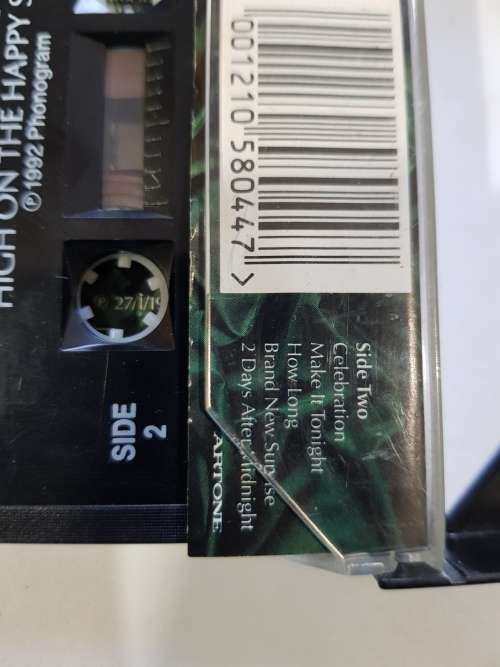 HIGH ON THE HAPPY S
℗1992 Phonogram
27/1/19
SIDE
2
001210 580447 >
Side Two
Celebration
Make It Tonight
How Long
Brand New Sunrise
2 Days After Midnight
ARTONE